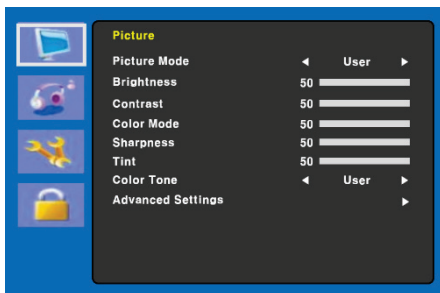 Picture
Picture Mode ◀ User ▶
Brightness 50
Contrast 50
Color Mode 50
Sharpness 50
Tint 50
Color Tone ◀ User ▶
Advanced Settings ▶